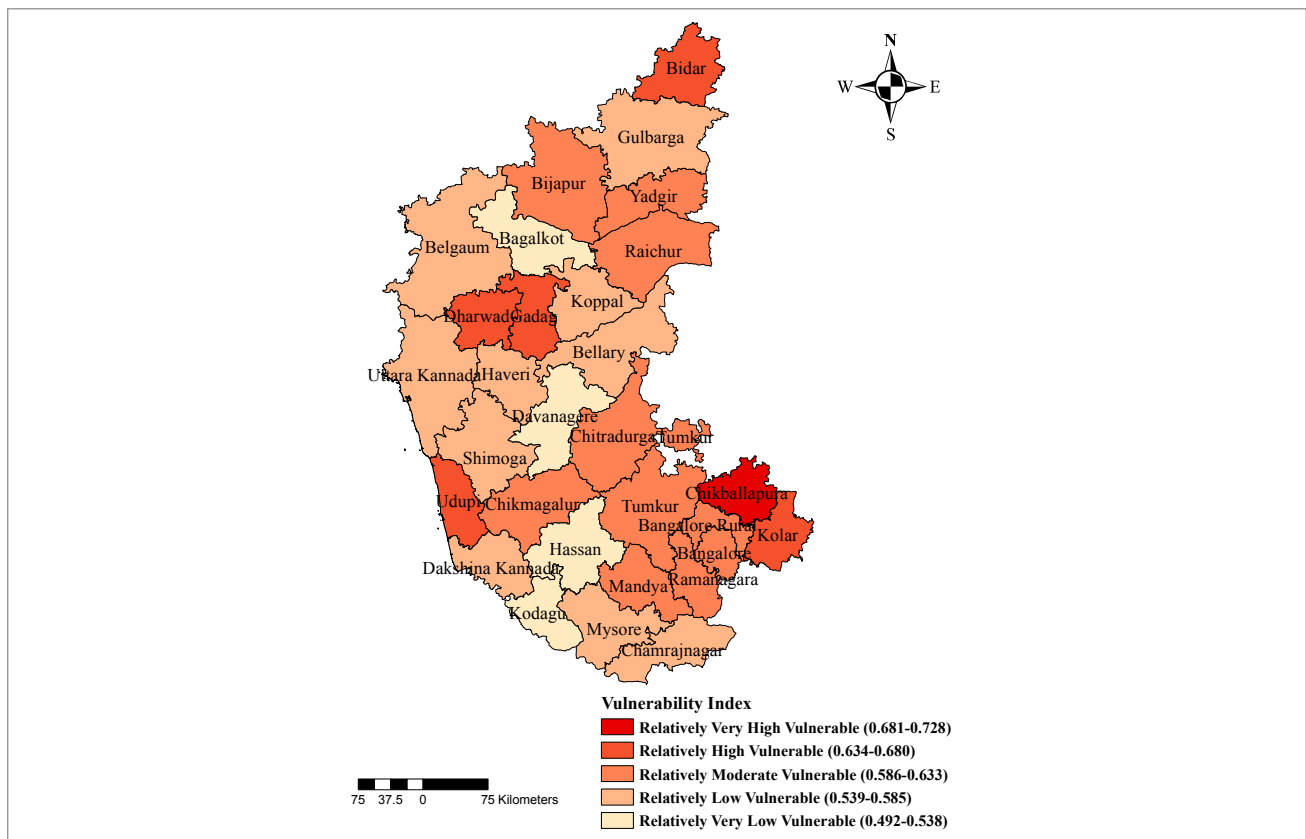 N
W E
S
Bidar
Gulbarga
Bijapur
Yadgir
Bagalkot
Belgaum
Raichur
Koppal
Dharwad Gadag
Bellary
Uttara Kannada Haveri
Davanagere
Chitradurga Tumkur
Shimoga
Chikballapura
Udupi Chikmagalur Tumkur
Bangalore Rural
Kolar
Hassan Bangalore
Dakshina Kannada
Mandya Ramanagara
Kodagu
Mysore
Chamrajnagar
Vulnerability Index
Relatively Very High Vulnerable (0.681-0.728)
Relatively High Vulnerable (0.634-0.680)
Relatively Moderate Vulnerable (0.586-0.633)
Relatively Low Vulnerable (0.539-0.585)
Relatively Very Low Vulnerable (0.492-0.538)
75 37.5 0 75 Kilometers